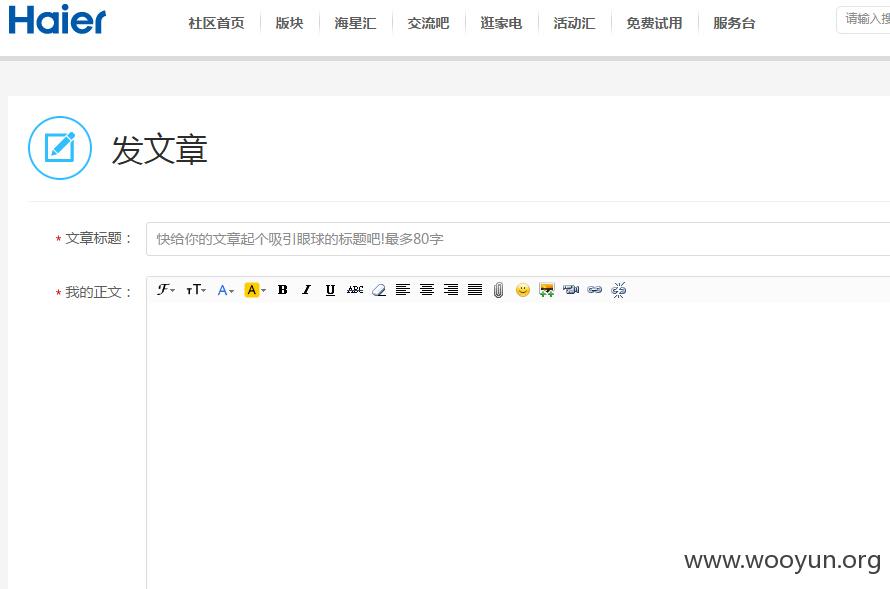 Haier
社区首页 版块 海星汇 交流吧 逛家电 活动汇 免费试用 服务台
请输入搜
发文章
* 文章标题：
快给你的文章起个吸引眼球的标题吧!最多80字
* 我的正文：
F TT A A B I U ABC
www.wooyun.org